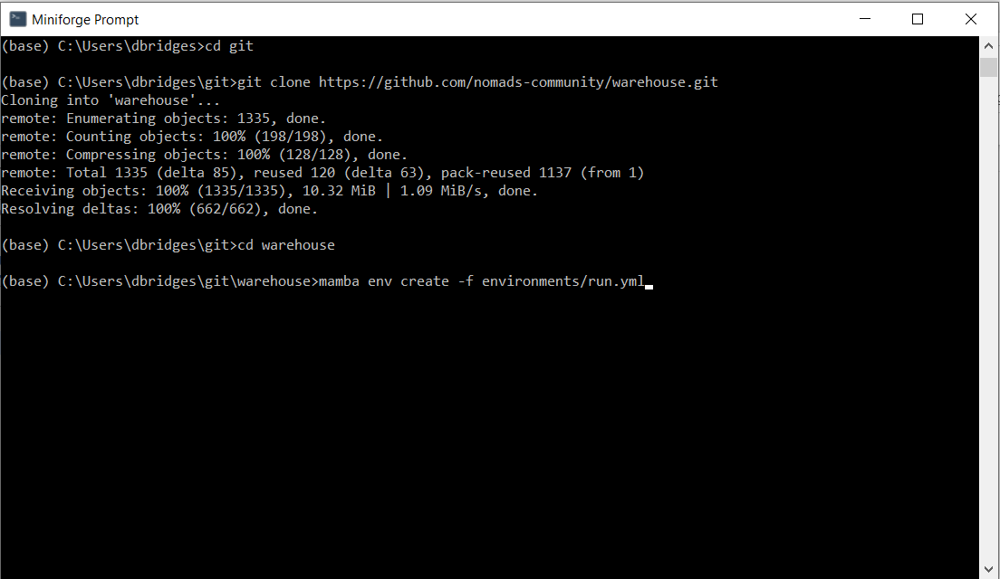 Miniforge Prompt
(base) C:\Users\dbridges>cd git
(base) C:\Users\dbridges\git>git clone https://github.com/nomads-community/warehouse.git
Cloning into 'warehouse'...
remote: Enumerating objects: 1335, done.
remote: Counting objects: 100% (198/198), done.
remote: Compressing objects: 100% (128/128), done.
remote: Total 1335 (delta 85), reused 120 (delta 63), pack-reused 1137 (from 1)
Receiving objects: 100% (1335/1335), 10.32 MiB | 1.09 MiB/s, done.
Resolving deltas: 100% (662/662), done.
(base) C:\Users\dbridges\git>cd warehouse
(base) C:\Users\dbridges\git\warehouse>mamba env create -f environments/run.yml